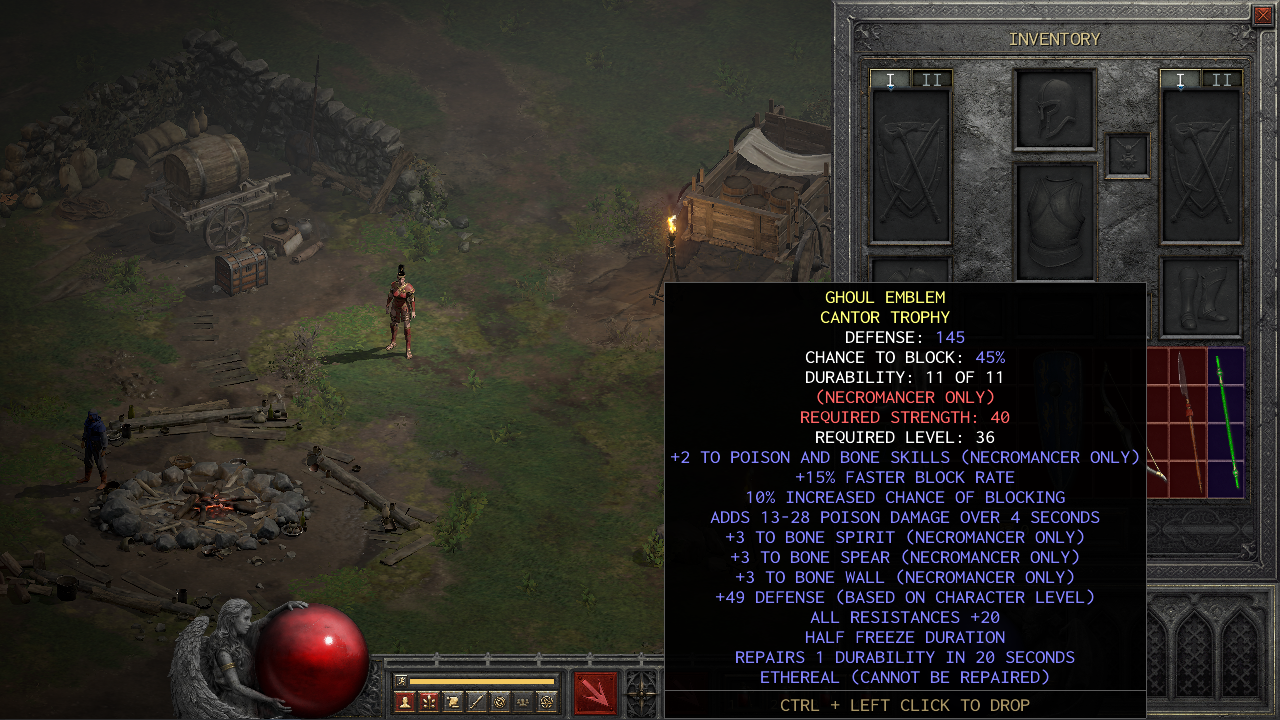 INVENTORY
I II
I II
GHOUL EMBLEM
CANTOR TROPHY
DEFENSE: 145
CHANCE TO BLOCK: 45%
DURABILITY: 11 OF 11
(NECROMANCER ONLY)
REQUIRED STRENGTH: 40
REQUIRED LEVEL: 36
+2 TO POISON AND BONE SKILLS (NECROMANCER ONLY)
+15% FASTER BLOCK RATE
10% INCREASED CHANCE OF BLOCKING
ADDS 13-28 POISON DAMAGE OVER 4 SECONDS
+3 TO BONE SPIRIT (NECROMANCER ONLY)
+3 TO BONE SPEAR (NECROMANCER ONLY)
+3 TO BONE WALL (NECROMANCER ONLY)
+49 DEFENSE (BASED ON CHARACTER LEVEL)
ALL RESISTANCES +20
HALF FREEZE DURATION
REPAIRS 1 DURABILITY IN 20 SECONDS
ETHEREAL (CANNOT BE REPAIRED)
CTRL + LEFT CLICK TO DROP